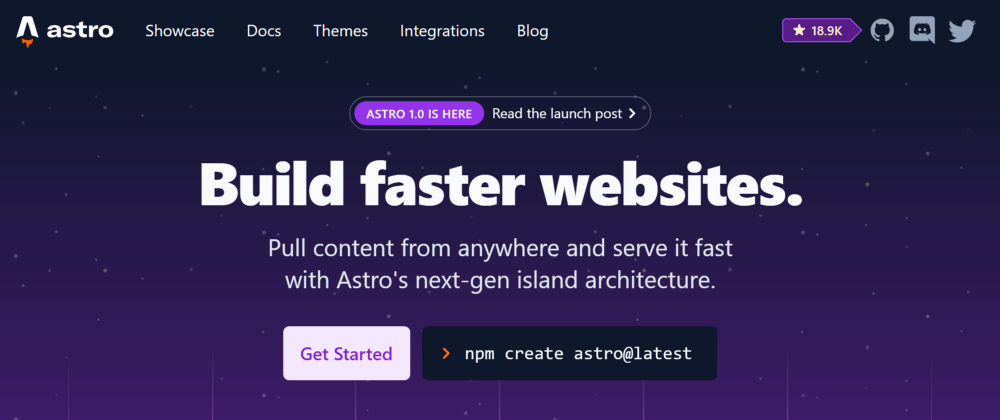 astro
Showcase
Docs
Themes
Integrations
Blog
18.9K
ASTRO 1.0 IS HERE Read the launch post
Build faster websites.
Pull content from anywhere and serve it fast
with Astro's next-gen island architecture.
Get Started
> npm create astro@latest